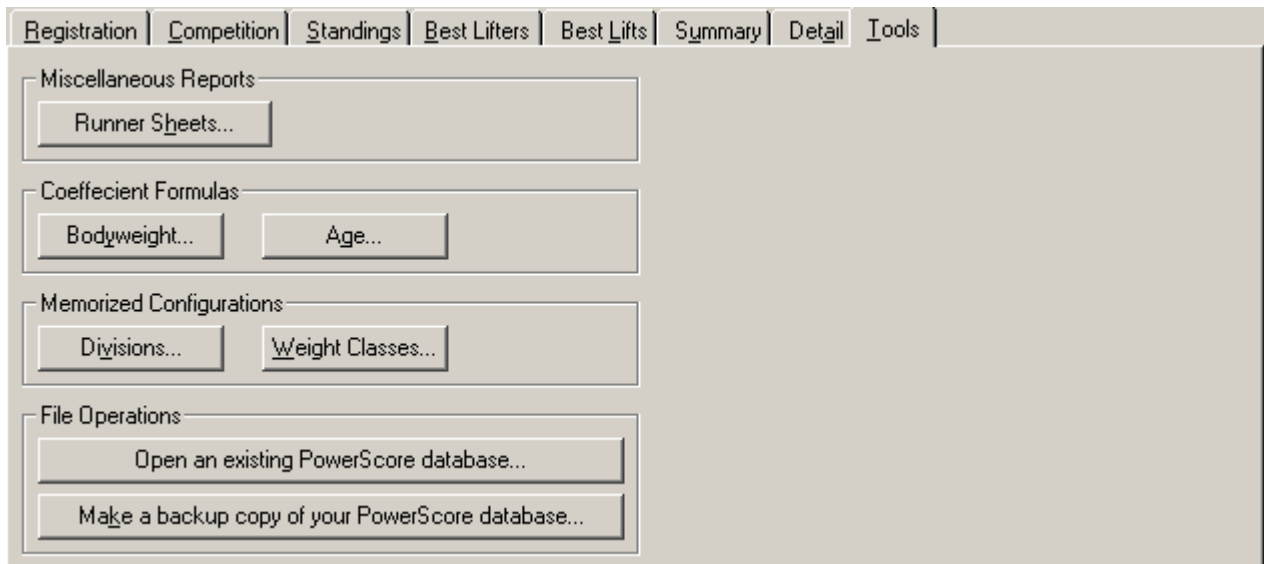 Registration Competition Standings Best Lifters Best Lifts Summary Detail Tools
Miscellaneous Reports
Runner Sheets...
Coeffecient Formulas
Bodyweight... Age...
Memorized Configurations
Divisions... Weight Classes...
File Operations
Open an existing PowerScore database...
Make a backup copy of your PowerScore database...